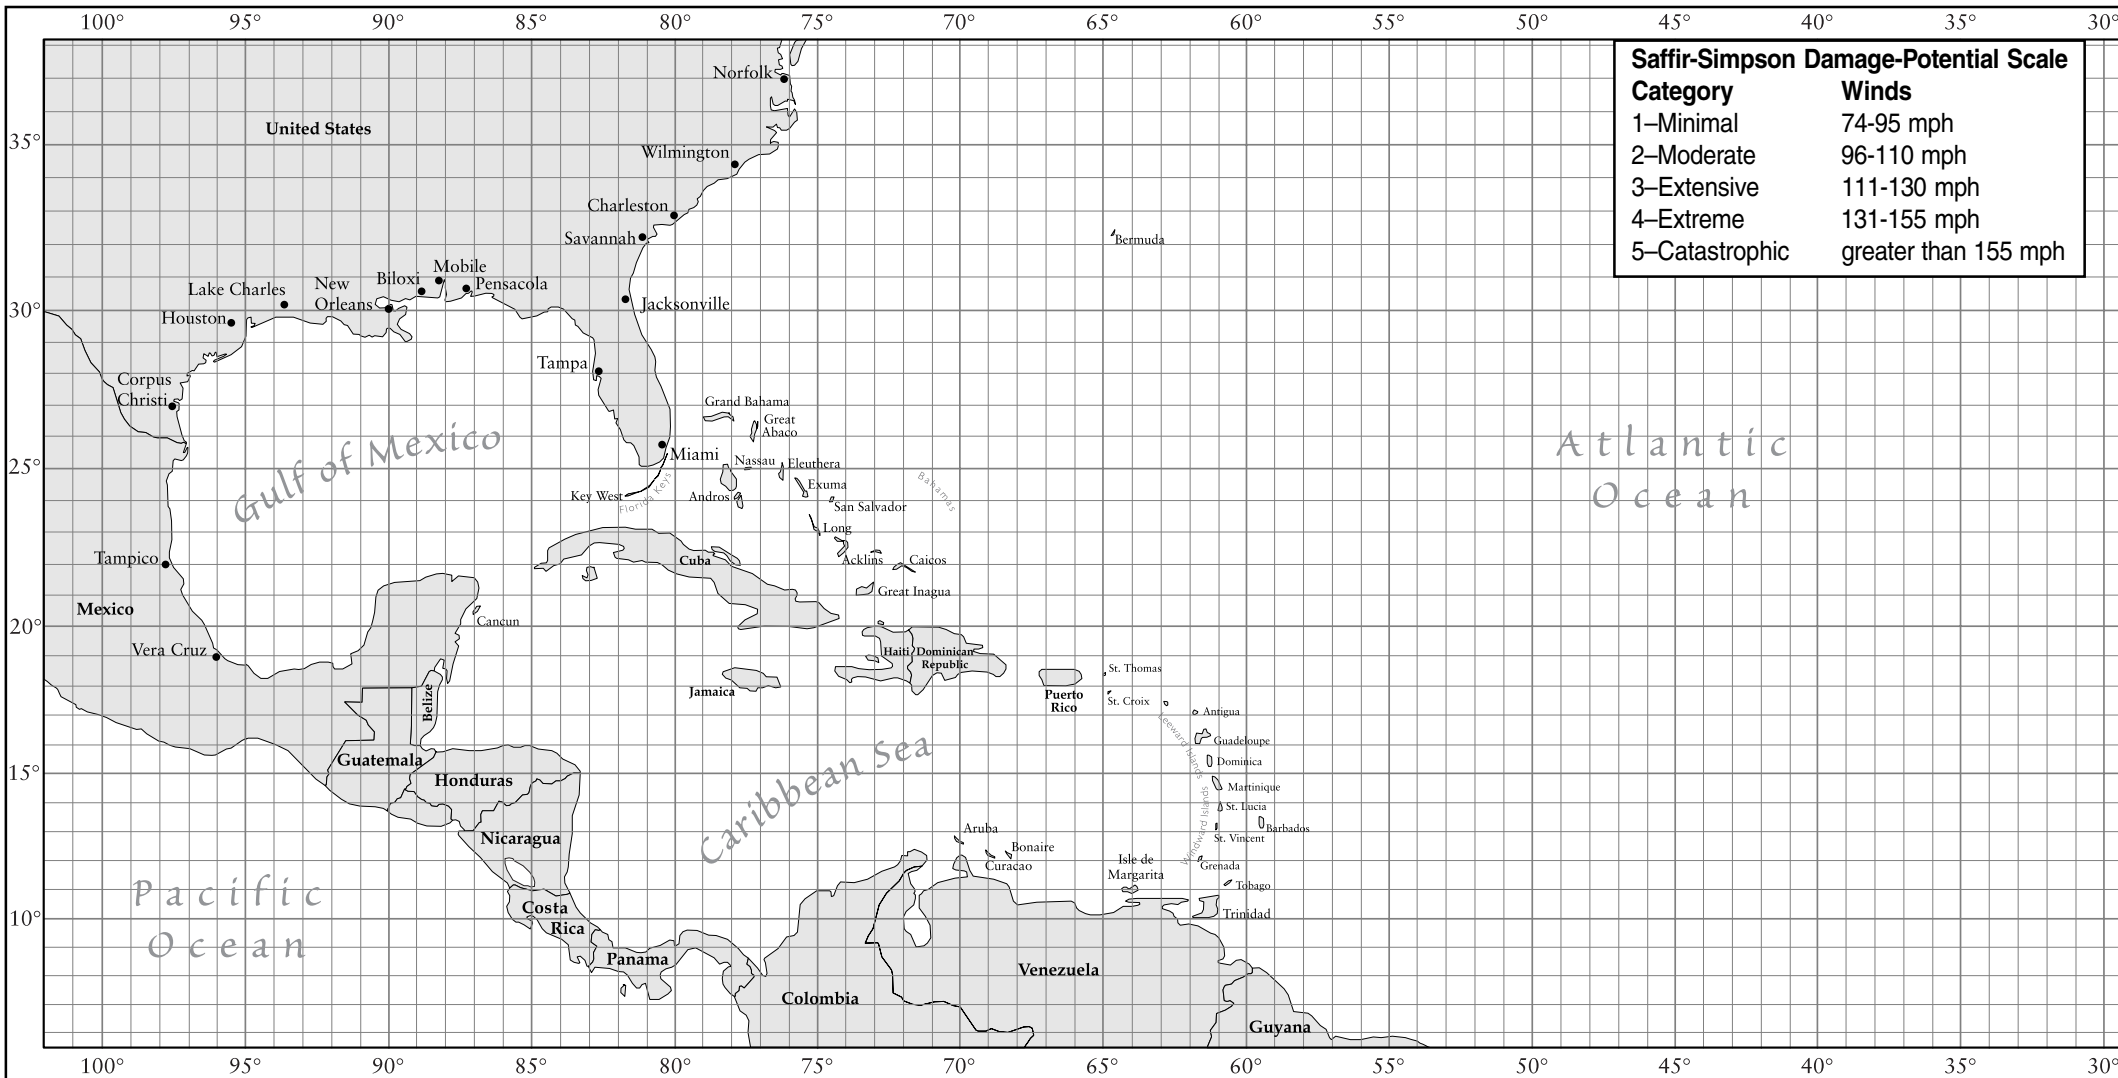 100° 95° 90° 85° 80° 75° 70° 65° 60° 55° 50° 45° 40° 35° 30°
Saffir-Simpson Damage-Potential Scale
Category Winds
1–Minimal 74-95 mph
2–Moderate 96-110 mph
3–Extensive 111-130 mph
4–Extreme 131-155 mph
5–Catastrophic greater than 155 mph
Norfolk
United States
35°
Wilmington
Charleston
Savannah
Bermuda
Mobile
Biloxi
Pensacola
Lake Charles
New
Orleans
Jacksonville
30°
Houston
Tampa
Corpus
Christi
Grand Bahama
Great
Abaco
Gulf of Mexico
Atlantic
Ocean
Miami
25°
Nassau
Eleuthera
Key West
Florida Keys
Andros
Exuma
Bahamas
San Salvador
Long
Tampico
Cuba
Acklins
Caicos
Great Inagua
Mexico
Cancun
20°
Vera Cruz
Haiti
Dominican
Republic
Jamaica
Puerto
Rico
St. Thomas
St. Croix
Belize
Antigua
Leeward Islands
Guadeloupe
Guatemala
Dominica
15°
Honduras
Caribbean Sea
Martinique
St. Lucia
Windward Islands
Barbados
St. Vincent
Nicaragua
Aruba
Bonaire
Curacao
Isle de
Margarita
Grenada
Tobago
Pacific
Ocean
Costa
Rica
10°
Trinidad
Panama
Venezuela
Colombia
Guyana
100° 95° 90° 85° 80° 75° 70° 65° 60° 55° 50° 45° 40° 35° 30°